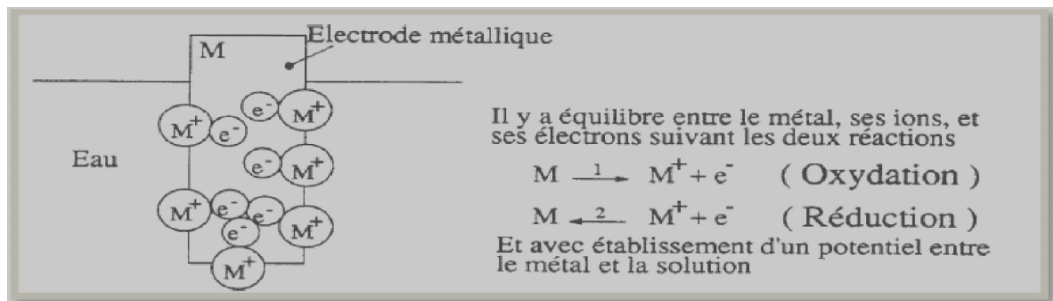 Electrode métallique
M
Eau
M⁺ e⁻
e⁻ M⁺
e⁻ M⁺
M⁺ e⁻ e⁻ e⁻ M⁺
M⁺
Il y a équilibre entre le métal, ses ions, et
ses électrons suivant les deux réactions
M —1→ M⁺ + e⁻ ( Oxydation )
M ←2— M⁺ + e⁻ ( Réduction )
Et avec établissement d'un potentiel entre
le métal et la solution